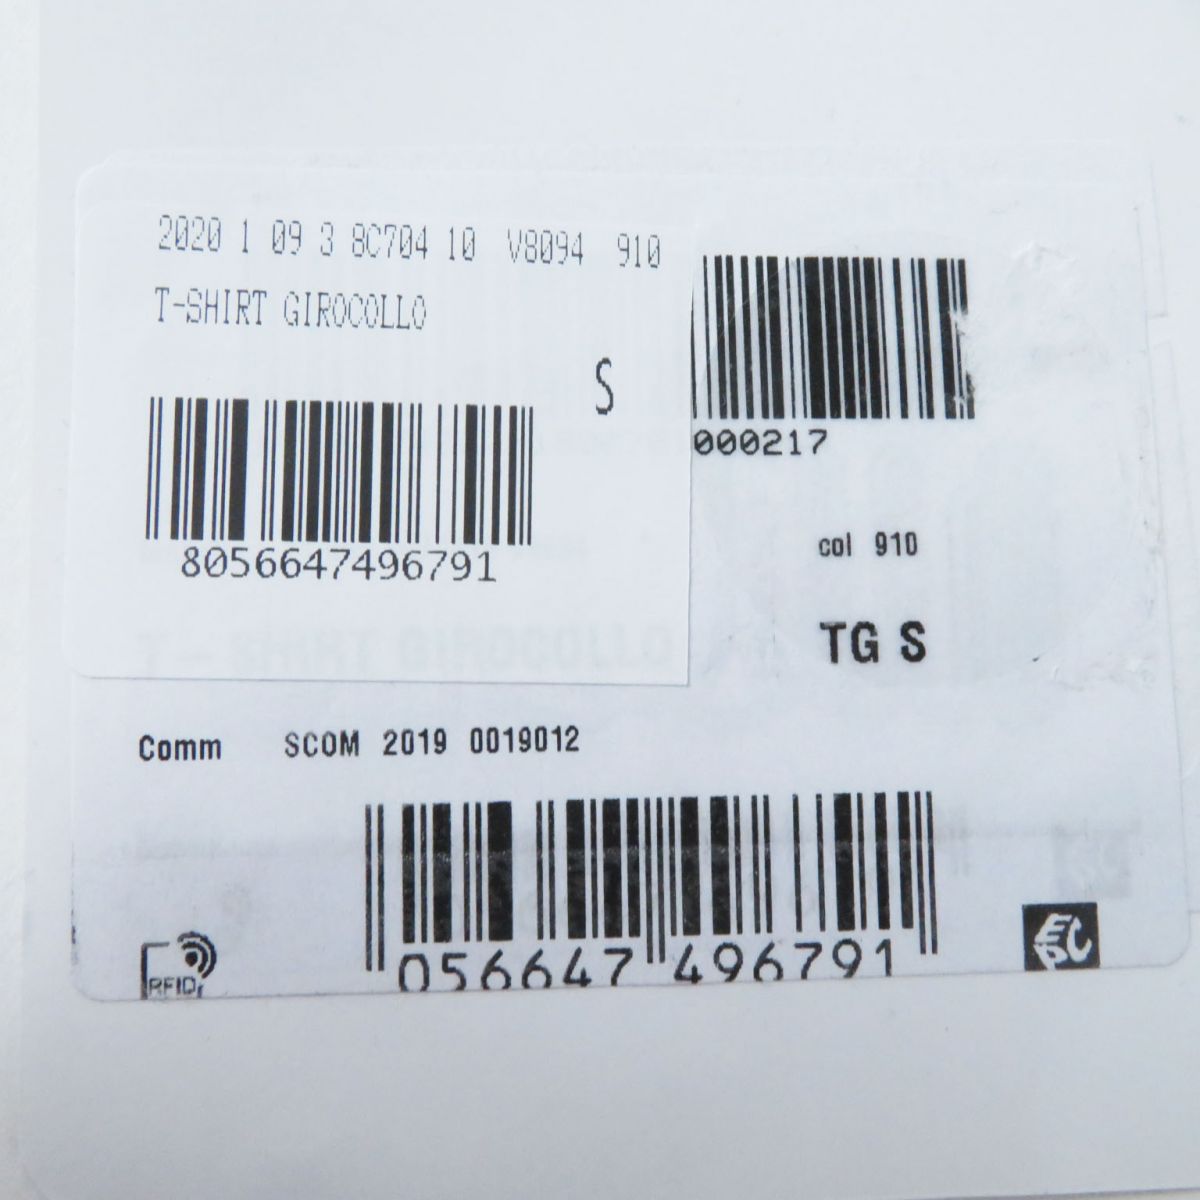 2020 1 09 3 8C704 10 V8094 910
T-SHIRT GIROCOLLO
S
8056647496791
000217
col 910
TG S
Comm SCOM 2019 0019012
056647 496791
RFID
EPC